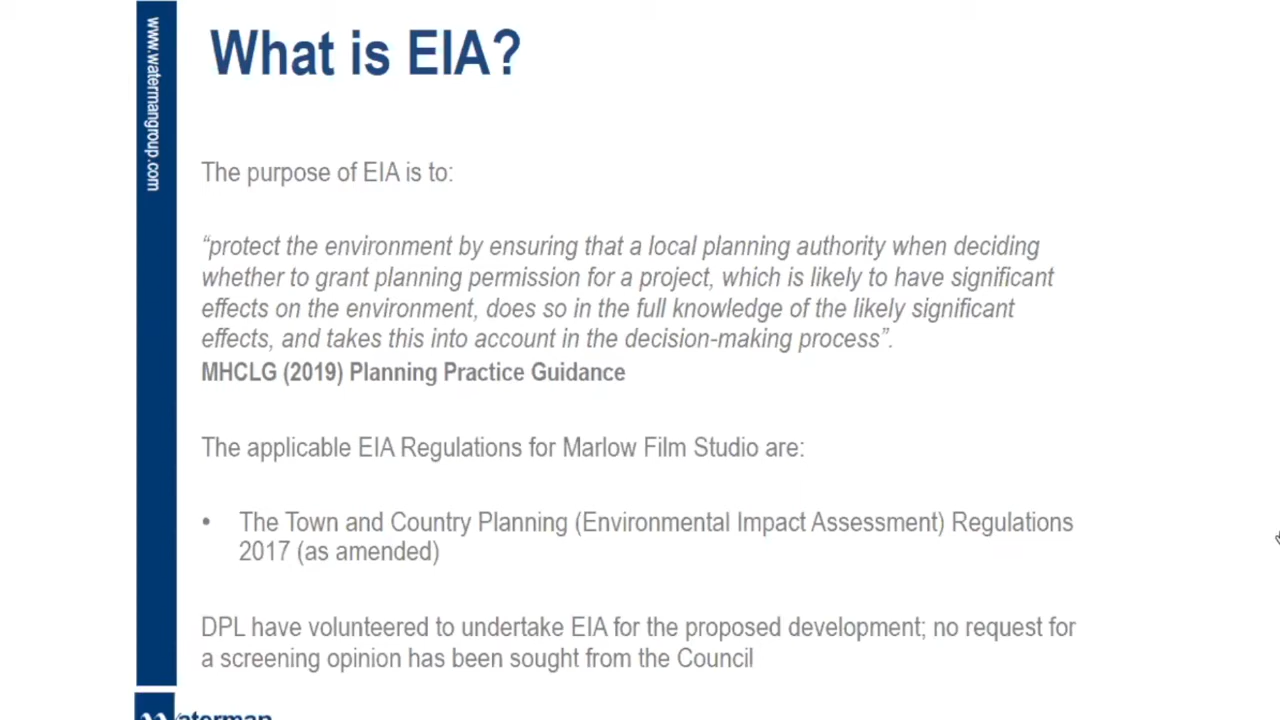 www.watermangroup.com
What is EIA?
The purpose of EIA is to:
“protect the environment by ensuring that a local planning authority when deciding
whether to grant planning permission for a project, which is likely to have significant
effects on the environment, does so in the full knowledge of the likely significant
effects, and takes this into account in the decision-making process”.
MHCLG (2019) Planning Practice Guidance
The applicable EIA Regulations for Marlow Film Studio are:
• The Town and Country Planning (Environmental Impact Assessment) Regulations
2017 (as amended)
DPL have volunteered to undertake EIA for the proposed development; no request for
a screening opinion has been sought from the Council
Waterman